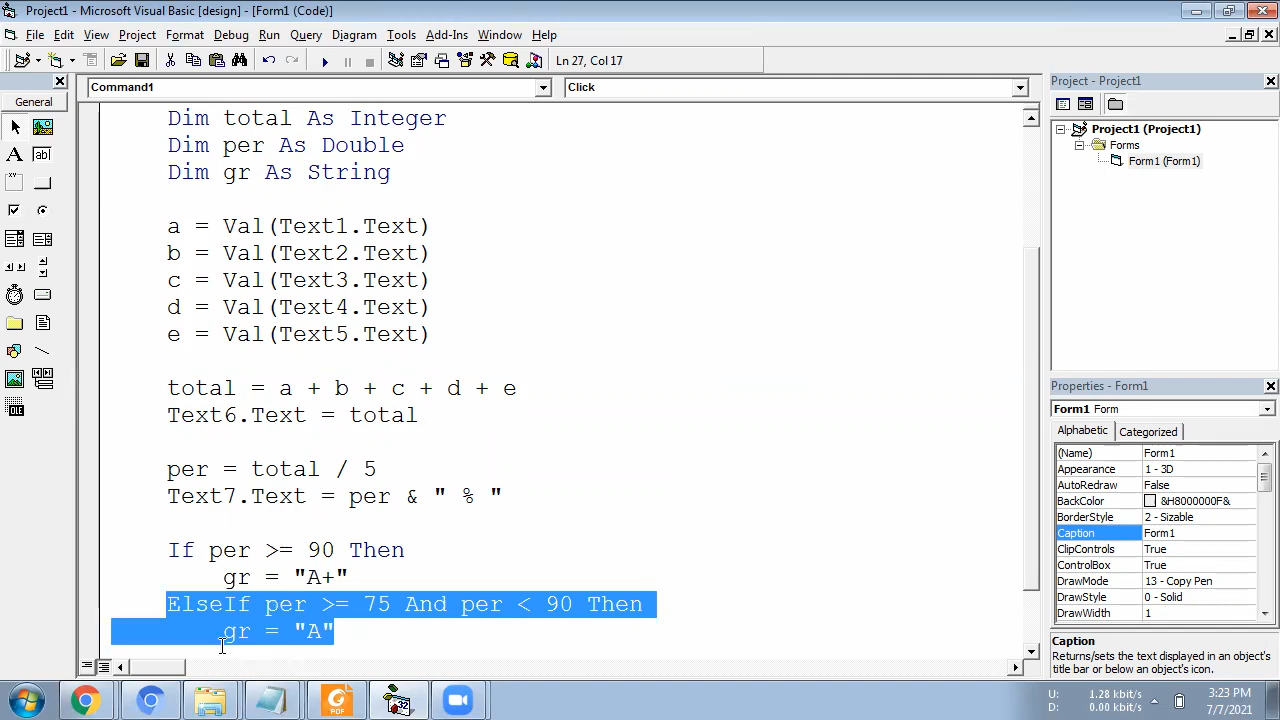 Project1 - Microsoft Visual Basic [design] - [Form1 (Code)]
File Edit View Project Format Debug Run Query Diagram Tools Add-Ins Window Help
Ln 27, Col 17
General
Command1
Click
Dim total As Integer
Dim per As Double
Dim gr As String
a = Val(Text1.Text)
b = Val(Text2.Text)
c = Val(Text3.Text)
d = Val(Text4.Text)
e = Val(Text5.Text)
total = a + b + c + d + e
Text6.Text = total
per = total / 5
Text7.Text = per & " % "
If per >= 90 Then
gr = "A+"
ElseIf per >= 75 And per < 90 Then
gr = "A"
Project - Project1
Project1 (Project1)
Forms
Form1 (Form1)
Properties - Form1
Form1 Form
Alphabetic Categorized
(Name) Form1
Appearance 1 - 3D
AutoRedraw False
BackColor &H8000000F&
BorderStyle 2 - Sizable
Caption Form1
ClipControls True
ControlBox True
DrawMode 13 - Copy Pen
DrawStyle 0 - Solid
DrawWidth 1
Caption
Returns/sets the text displayed in an object's
title bar or below an object's icon.
A
ab
OLE
PDF
32
U: 1.28 kbit/s
D: 0.00 kbit/s
3:23 PM
7/7/2021